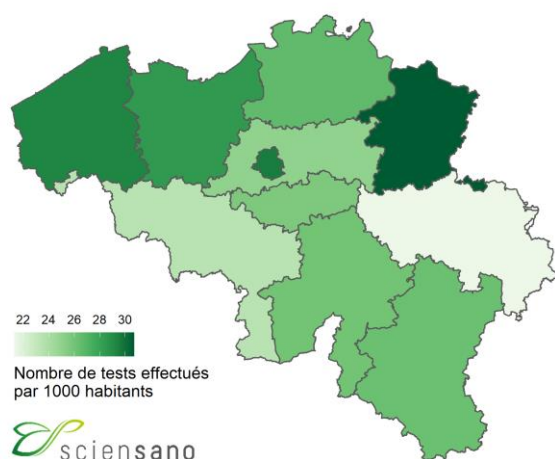 22 24 26 28 30
Nombre de tests effectués
par 1000 habitants
sciensano